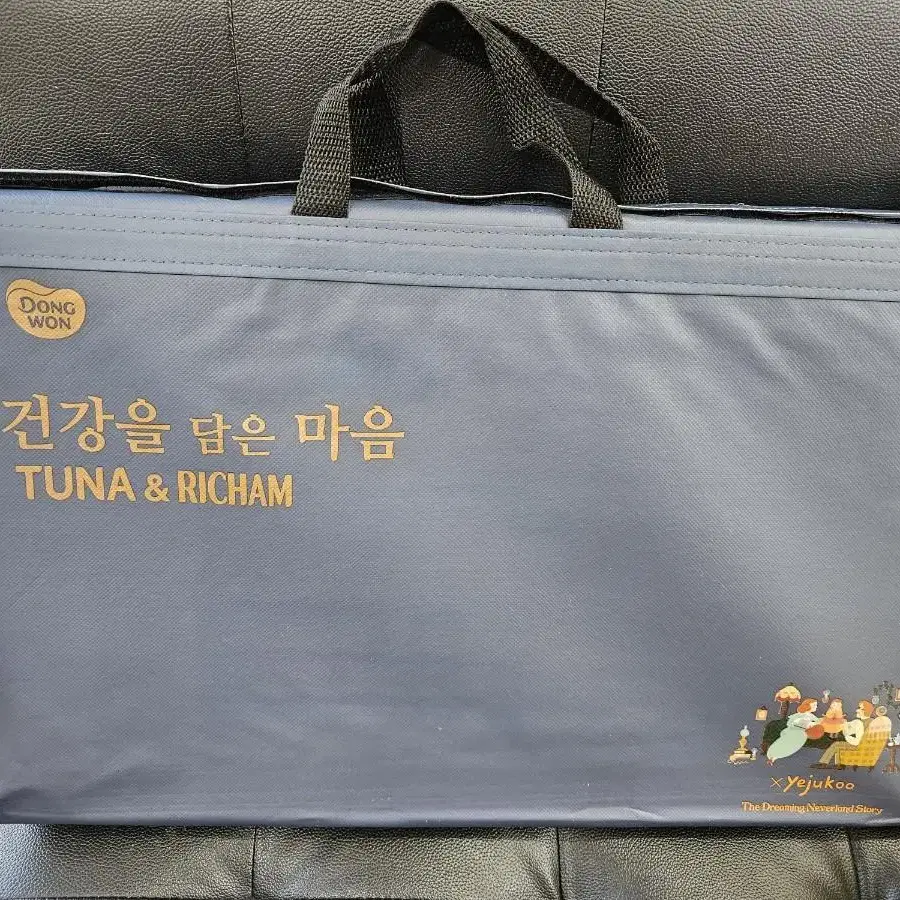 DONG
WON
건강을 담은 마음
TUNA & RICHAM
× yejukoo
The Dreaming Neverland Story